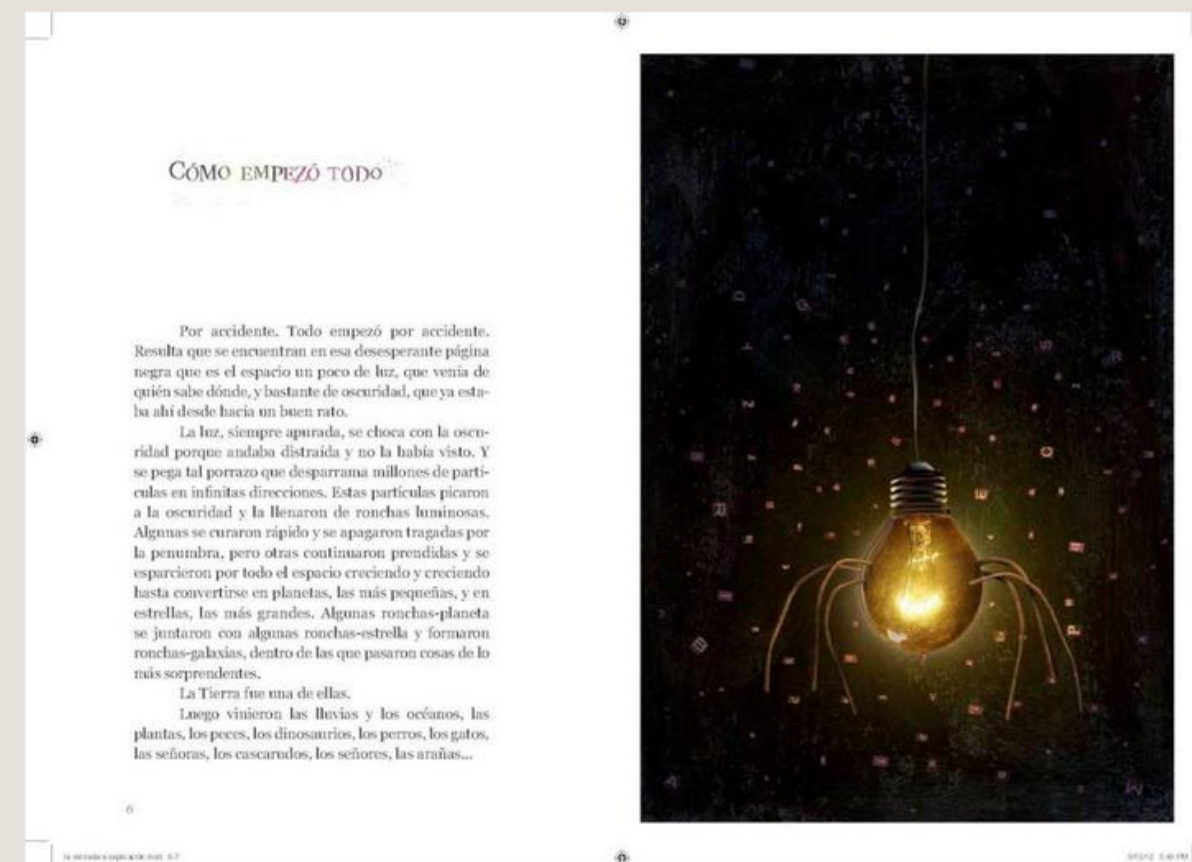 CÓMO EMPEZÓ TODO
Por accidente. Todo empezó por accidente.
Resulta que se encuentran en esa desesperante página
negra que es el espacio un poco de luz, que venía de
quién sabe dónde, y bastante de oscuridad, que ya esta-
ba ahí desde hacía un buen rato.
La luz, siempre apurada, se choca con la oscu-
ridad porque andaba distraída y no la había visto. Y
se pega tal porrazo que desparrama millones de partí-
culas en infinitas direcciones. Estas partículas picaron
a la oscuridad y la llenaron de ronchas luminosas.
Algunas se curaron rápido y se apagaron tragadas por
la penumbra, pero otras continuaron prendidas y se
esparcieron por todo el espacio creciendo y creciendo
hasta convertirse en planetas, las más pequeñas, y en
estrellas, las más grandes. Algunas ronchas-planeta
se juntaron con algunas ronchas-estrella y formaron
ronchas-galaxias, dentro de las que pasaron cosas de lo
más sorprendentes.
La Tierra fue una de ellas.
Luego vinieron las lluvias y los océanos, las
plantas, los peces, los dinosaurios, los perros, los gatos,
las señoras, los cascarudos, los señores, las arañas...
6